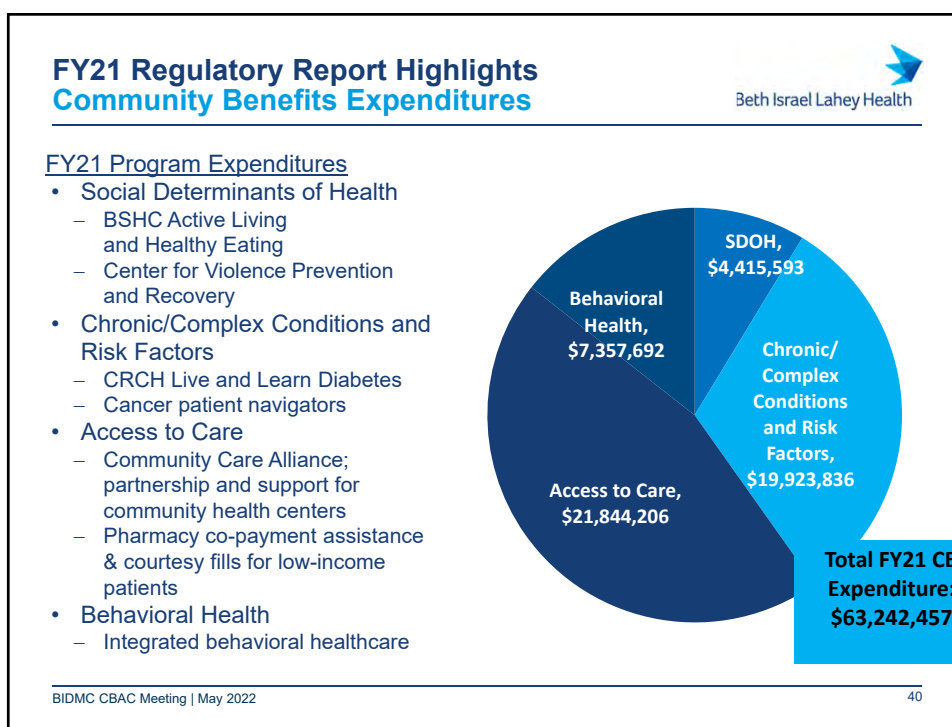 FY21 Regulatory Report Highlights
Community Benefits Expenditures
Beth Israel Lahey Health
FY21 Program Expenditures
• Social Determinants of Health
– BSHC Active Living
and Healthy Eating
– Center for Violence Prevention
and Recovery
• Chronic/Complex Conditions and
Risk Factors
– CRCH Live and Learn Diabetes
– Cancer patient navigators
• Access to Care
– Community Care Alliance;
partnership and support for
community health centers
– Pharmacy co-payment assistance
& courtesy fills for low-income
patients
• Behavioral Health
– Integrated behavioral healthcare
SDOH,
$4,415,593
Behavioral
Health,
$7,357,692
Chronic/
Complex
Conditions
and Risk
Factors,
$19,923,836
Access to Care,
$21,844,206
Total FY21 CB
Expenditure:
$63,242,457
BIDMC CBAC Meeting | May 2022
40